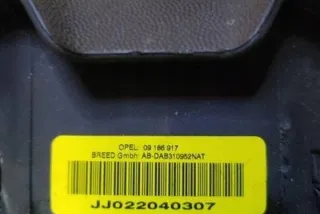 OPEL 09 186 917
BREED Gmbh AB-DAB310952NAT
JJ022040307